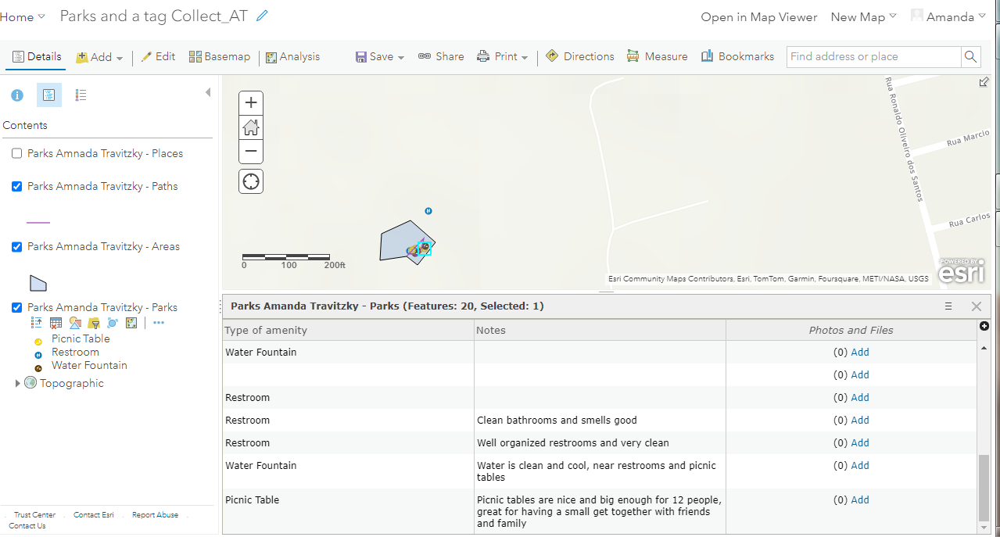 Home
Parks and a tag Collect_AT
Open in Map Viewer
New Map
Amanda
Details
Add
Edit
Basemap
Analysis
Save
Share
Print
Directions
Measure
Bookmarks
Find address or place
Contents
Parks Amnada Travitzky - Places
Parks Amnada Travitzky - Paths
Parks Amnada Travitzky - Areas
Parks Amanda Travitzky - Parks
Picnic Table
Restroom
Water Fountain
Topographic
Trust Center
Contact Esri
Report Abuse
Contact Us
Rua Ronaldo Oliveiro dos Santos
Rua Marcio
Rua Carlos
0 100 200ft
Esri Community Maps Contributors, Esri, TomTom, Garmin, Foursquare, METI/NASA, USGS
POWERED BY
esri
Parks Amanda Travitzky - Parks (Features: 20, Selected: 1)
Type of amenity Notes Photos and Files
Water Fountain (0) Add
(0) Add
Restroom (0) Add
Restroom Clean bathrooms and smells good (0) Add
Restroom Well organized restrooms and very clean (0) Add
Water Fountain Water is clean and cool, near restrooms and picnic (0) Add
tables
Picnic Table Picnic tables are nice and big enough for 12 people, (0) Add
great for having a small get together with friends
and family